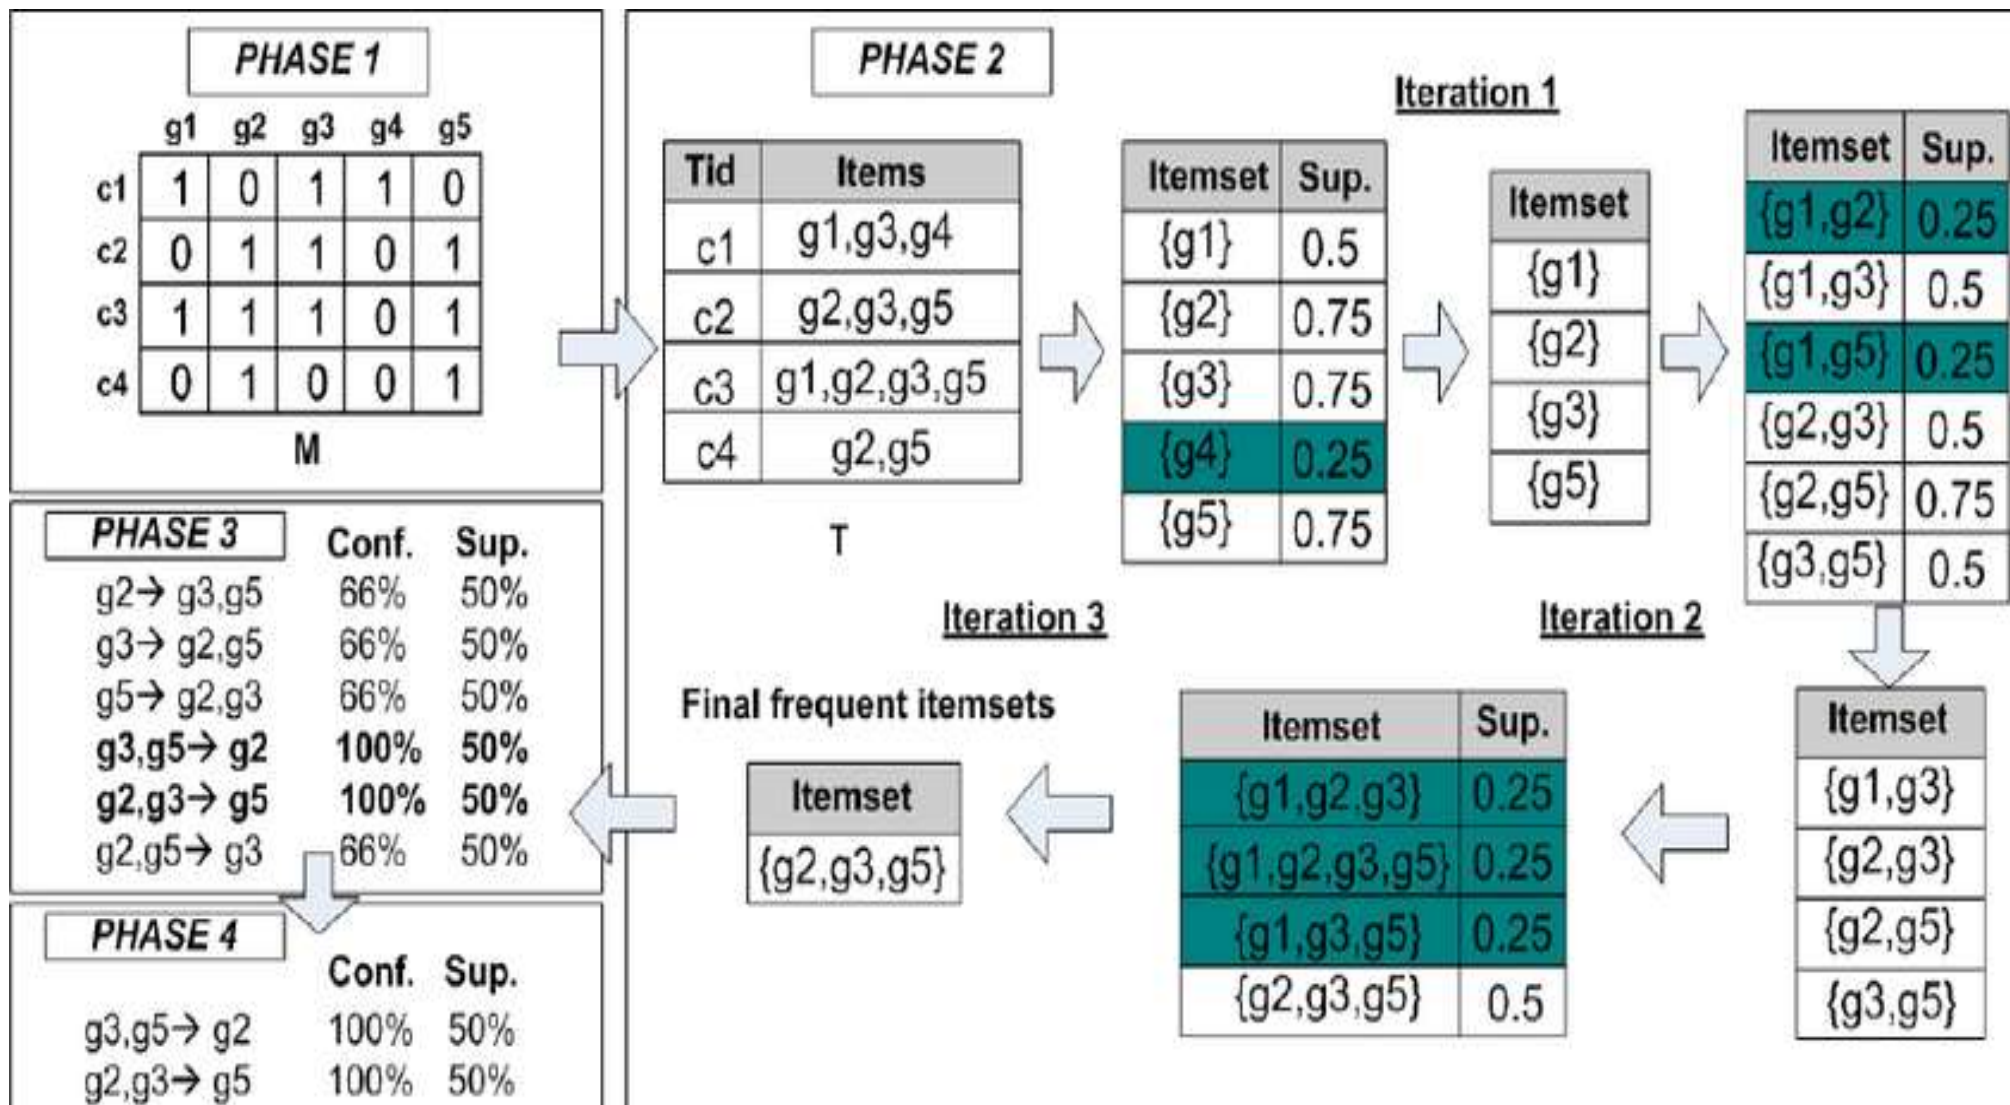 PHASE 1
g1 g2 g3 g4 g5
c1 1 0 1 1 0
c2 0 1 1 0 1
c3 1 1 1 0 1
c4 0 1 0 0 1
M
PHASE 2
Iteration 1
Tid Items
c1 g1,g3,g4
c2 g2,g3,g5
c3 g1,g2,g3,g5
c4 g2,g5
T
Itemset Sup.
{g1} 0.5
{g2} 0.75
{g3} 0.75
{g4} 0.25
{g5} 0.75
Itemset
{g1}
{g2}
{g3}
{g5}
Itemset Sup.
{g1,g2} 0.25
{g1,g3} 0.5
{g1,g5} 0.25
{g2,g3} 0.5
{g2,g5} 0.75
{g3,g5} 0.5
Iteration 2
Itemset
{g1,g3}
{g2,g3}
{g2,g5}
{g3,g5}
Itemset Sup.
{g1,g2.g3} 0.25
{g1,g2,g3,g5} 0.25
{g1,g3,g5} 0.25
{g2,g3,g5} 0.5
Iteration 3
Final frequent itemsets
Itemset
{g2,g3,g5}
PHASE 3 Conf. Sup.
g2→ g3,g5 66% 50%
g3→ g2,g5 66% 50%
g5→ g2,g3 66% 50%
g3,g5→ g2 100% 50%
g2,g3→ g5 100% 50%
g2,g5→ g3 66% 50%
PHASE 4
Conf. Sup.
g3,g5→ g2 100% 50%
g2,g3→ g5 100% 50%